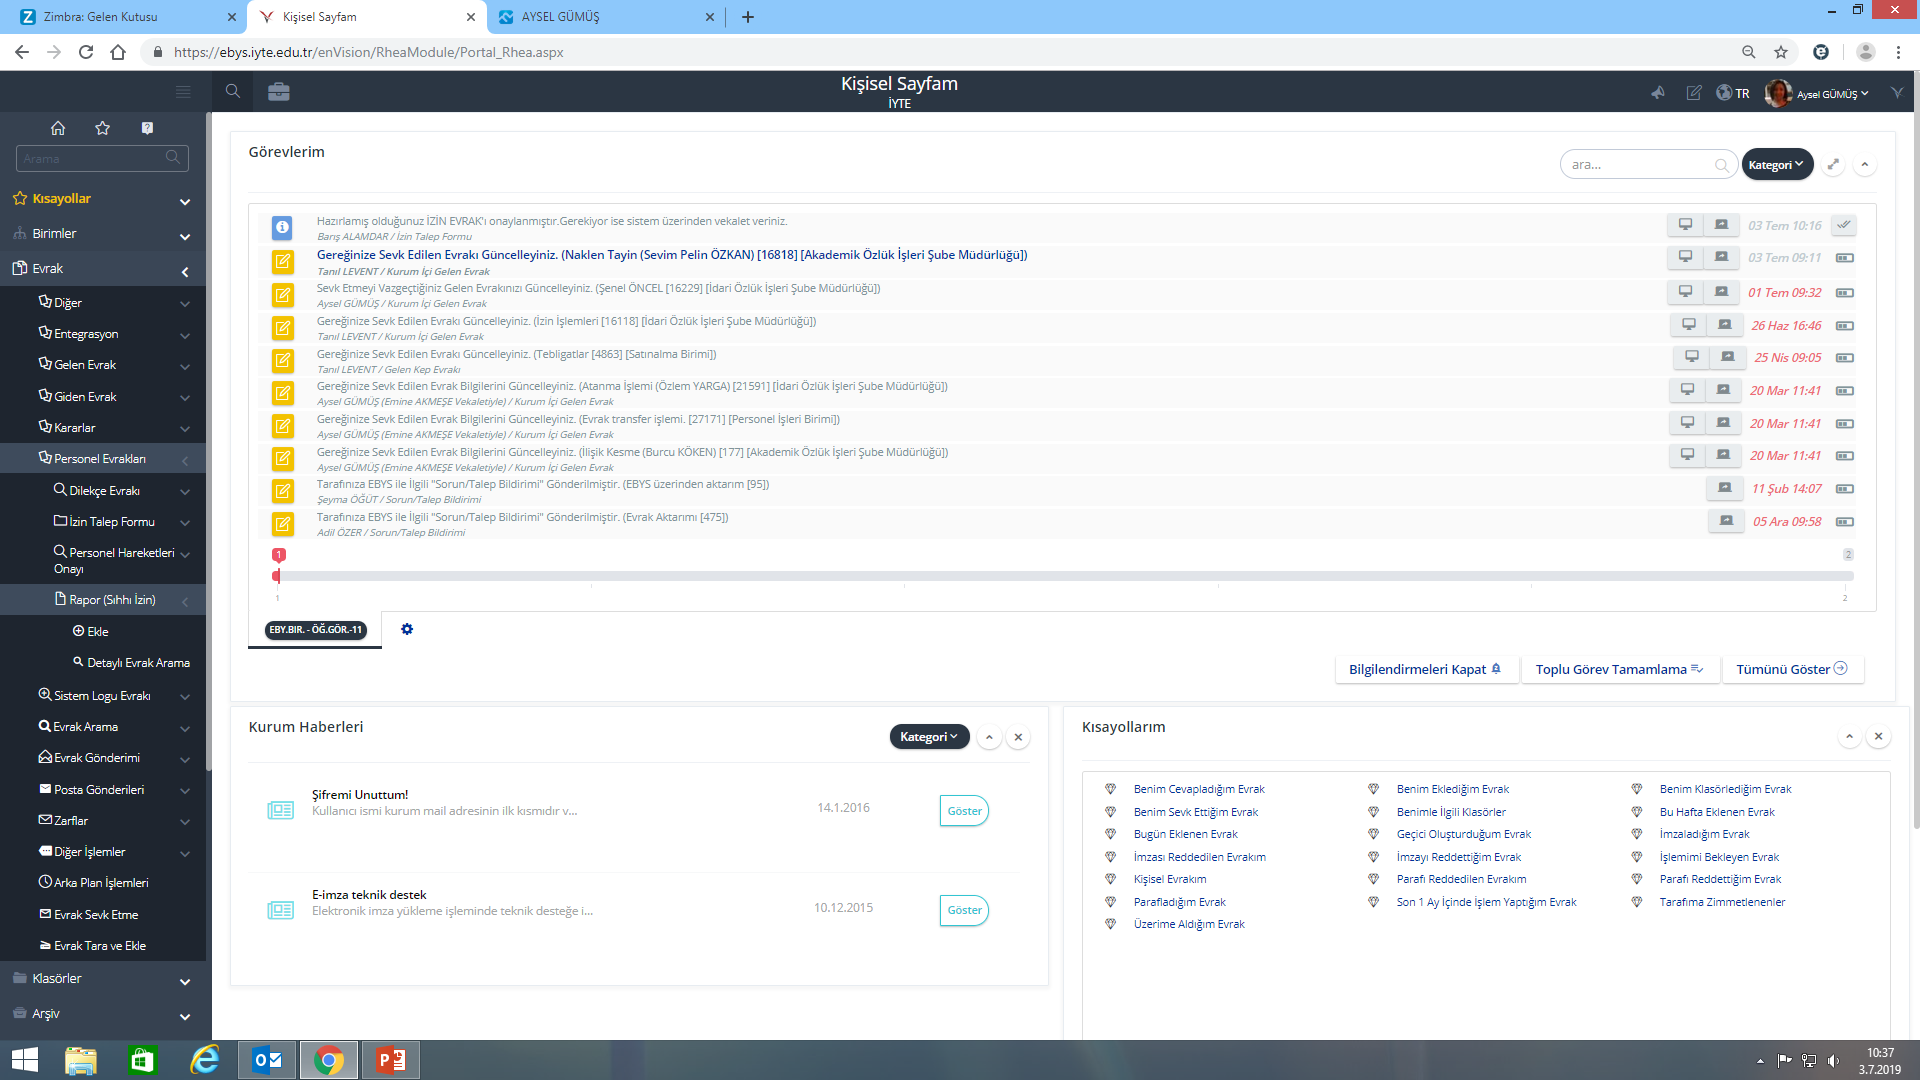 Zimbra: Gelen Kutusu
Kişisel Sayfam
AYSEL GÜMÜŞ
https://ebys.iyte.edu.tr/enVision/RheaModule/Portal_Rhea.aspx
Kişisel Sayfam
İYTE
TR
Aysel GÜMÜŞ
Arama
Kısayollar
Birimler
Evrak
Diğer
Entegrasyon
Gelen Evrak
Giden Evrak
Kararlar
Personel Evrakları
Dilekçe Evrakı
İzin Talep Formu
Personel Hareketleri
Onayı
Rapor (Sıhhı İzin)
Ekle
Detaylı Evrak Arama
Sistem Logu Evrakı
Evrak Arama
Evrak Gönderimi
Posta Gönderileri
Zarflar
Diğer İşlemler
Arka Plan İşlemleri
Evrak Sevk Etme
Evrak Tara ve Ekle
Klasörler
Arşiv
Görevlerim
ara...
Kategori
Hazırlamış olduğunuz İZİN EVRAK'ı onaylanmıştır.Gerekiyor ise sistem üzerinden vekalet veriniz.
Barış ALAMDAR / İzin Talep Formu
03 Tem 10:16
Gereğinize Sevk Edilen Evrakı Güncelleyiniz. (Naklen Tayin (Sevim Pelin ÖZKAN) [16818] [Akademik Özlük İşleri Şube Müdürlüğü])
Tanıl LEVENT / Kurum İçi Gelen Evrak
03 Tem 09:11
Sevk Etmeyi Vazgeçtiğiniz Gelen Evrakınızı Güncelleyiniz. (Şenel ÖNCEL [16229] [İdari Özlük İşleri Şube Müdürlüğü])
Aysel GÜMÜŞ / Kurum İçi Gelen Evrak
01 Tem 09:32
Gereğinize Sevk Edilen Evrakı Güncelleyiniz. (İzin İşlemleri [16118] [İdari Özlük İşleri Şube Müdürlüğü])
Tanıl LEVENT / Kurum İçi Gelen Evrak
26 Haz 16:46
Gereğinize Sevk Edilen Evrakı Güncelleyiniz. (Tebligatlar [4863] [Satınalma Birimi])
Tanıl LEVENT / Gelen Kep Evrakı
25 Nis 09:05
Gereğinize Sevk Edilen Evrak Bilgilerini Güncelleyiniz. (Atanma İşlemi (Özlem YARGA) [21591] [İdari Özlük İşleri Şube Müdürlüğü])
Aysel GÜMÜŞ (Emine AKMEŞE Vekaletiyle) / Kurum İçi Gelen Evrak
20 Mar 11:41
Gereğinize Sevk Edilen Evrak Bilgilerini Güncelleyiniz. (Evrak transfer işlemi. [27171] [Personel İşleri Birimi])
Aysel GÜMÜŞ (Emine AKMEŞE Vekaletiyle) / Kurum İçi Gelen Evrak
20 Mar 11:41
Gereğinize Sevk Edilen Evrak Bilgilerini Güncelleyiniz. (İlişik Kesme (Burcu KÖKEN) [177] [Akademik Özlük İşleri Şube Müdürlüğü])
Aysel GÜMÜŞ (Emine AKMEŞE Vekaletiyle) / Kurum İçi Gelen Evrak
20 Mar 11:41
Tarafınıza EBYS ile İlgili "Sorun/Talep Bildirimi" Gönderilmiştir. (EBYS üzerinden aktarım [95])
Şeyma ÖĞÜT / Sorun/Talep Bildirimi
11 Şub 14:07
Tarafınıza EBYS ile İlgili "Sorun/Talep Bildirimi" Gönderilmiştir. (Evrak Aktarımı [475])
Adil ÖZER / Sorun/Talep Bildirimi
05 Ara 09:58
1
2
1
2
EBY.BIR. - ÖĞ.GÖR.-11
Bilgilendirmeleri Kapat
Toplu Görev Tamamlama
Tümünü Göster
Kurum Haberleri
Kategori
Şifremi Unuttum!
Kullanıcı ismi kurum mail adresinin ilk kısmıdır v...
14.1.2016
Göster
E-imza teknik destek
Elektronik imza yükleme işleminde teknik desteğe i...
10.12.2015
Göster
Kısayollarım
Benim Cevapladığım Evrak
Benim Eklediğim Evrak
Benim Klasörlediğim Evrak
Benim Sevk Ettiğim Evrak
Benimle İlgili Klasörler
Bu Hafta Eklenen Evrak
Bugün Eklenen Evrak
Geçici Oluşturduğum Evrak
İmzaladığım Evrak
İmzası Reddedilen Evrakım
İmzayı Reddettiğim Evrak
İşlemimi Bekleyen Evrak
Kişisel Evrakım
Parafı Reddedilen Evrakım
Parafı Reddettiğim Evrak
Parafladığım Evrak
Son 1 Ay İçinde İşlem Yaptığım Evrak
Tarafıma Zimmetlenenler
Üzerime Aldığım Evrak
10:37
3.7.2019